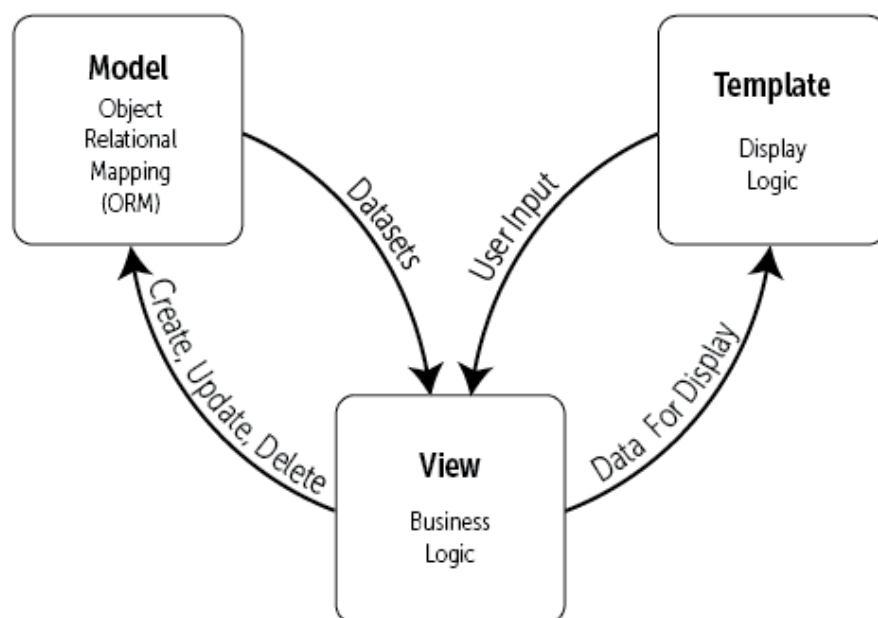 Model
Object
Relational
Mapping
(ORM)
Template
Display
Logic
Datasets
User Input
Create, Update, Delete
Data For Display
View
Business
Logic